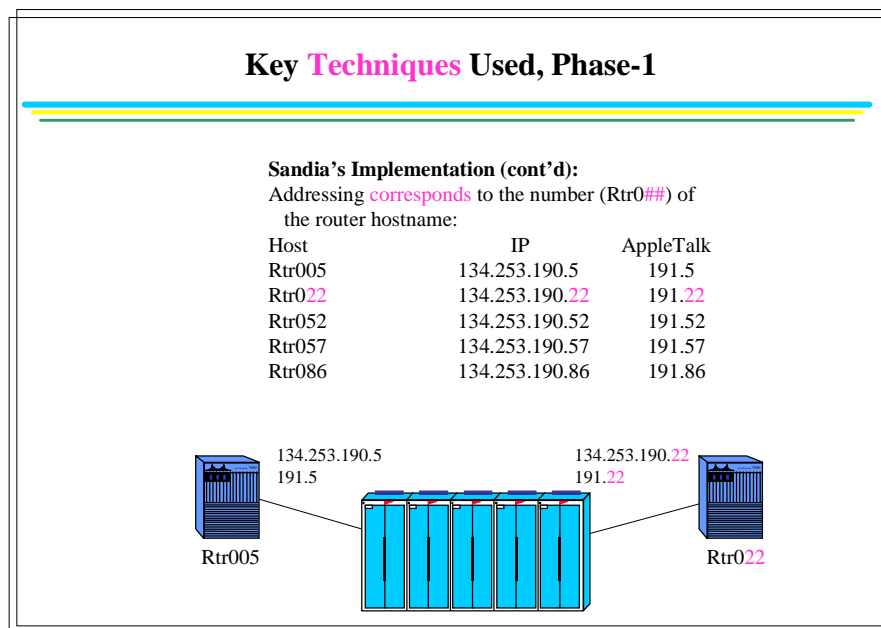 Key Techniques Used, Phase-1
Sandia's Implementation (cont'd):
Addressing corresponds to the number (Rtr0##) of
the router hostname:
Host IP AppleTalk
Rtr005 134.253.190.5 191.5
Rtr022 134.253.190.22 191.22
Rtr052 134.253.190.52 191.52
Rtr057 134.253.190.57 191.57
Rtr086 134.253.190.86 191.86
134.253.190.5
191.5
134.253.190.22
191.22
Rtr005
Rtr022